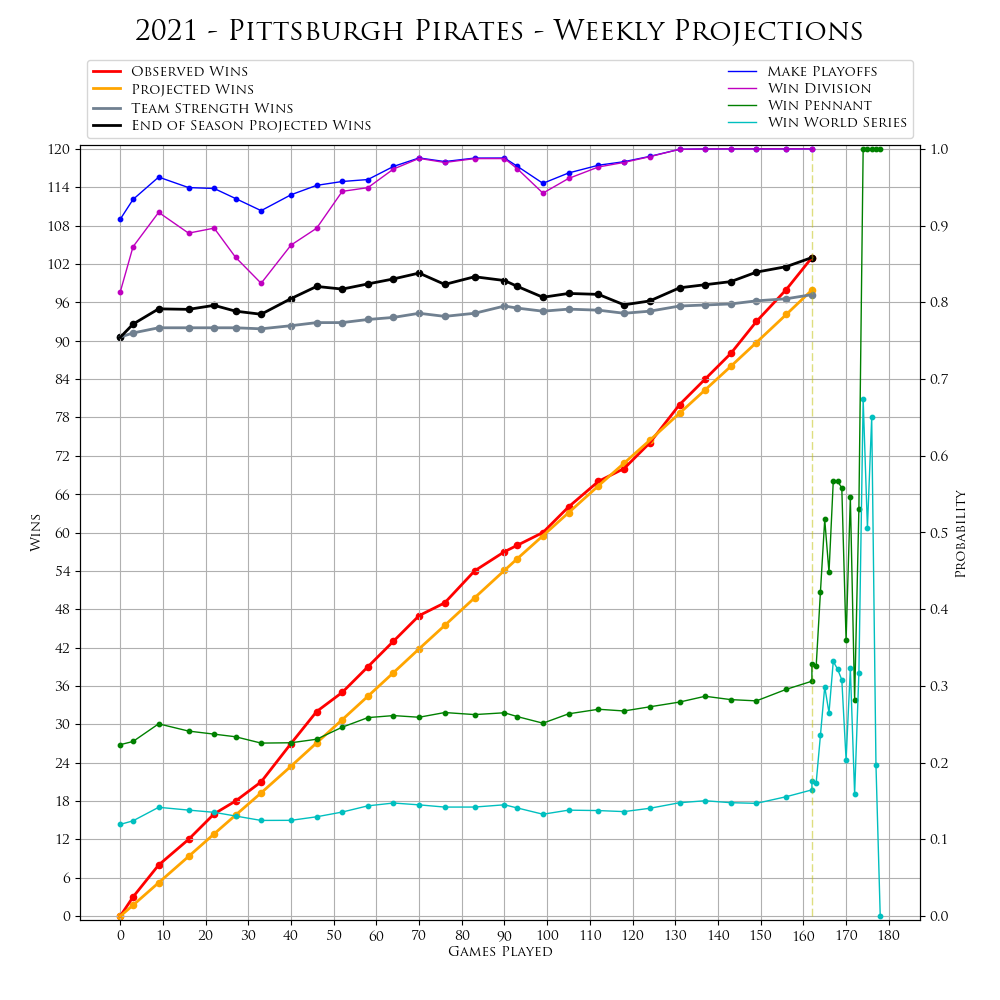 2021 - Pittsburgh Pirates - Weekly Projections
Observed Wins
Projected Wins
Team Strength Wins
End of Season Projected Wins
Make Playoffs
Win Division
Win Pennant
Win World Series
120
114
108
102
96
90
84
78
72
66
60
54
48
42
36
30
24
18
12
6
0
Wins
1.0
0.9
0.8
0.7
0.6
0.5
0.4
0.3
0.2
0.1
0.0
Probability
0 10 20 30 40 50 60 70 80 90 100 110 120 130 140 150 160 170 180
Games Played